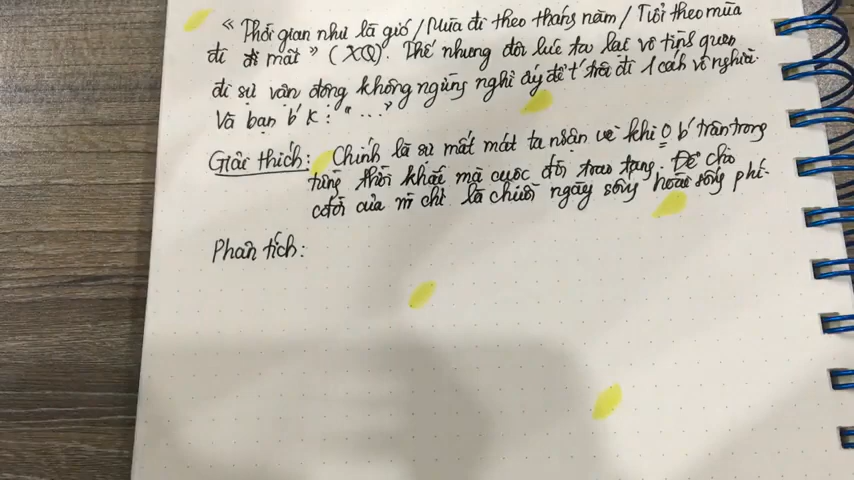 « Thời gian như là gió / Mùa đi theo tháng năm / Tuổi theo mùa
đi mất » (XQ). Thế nhưng đôi lúc ta lại vô tình quên
đi sự vận động không ngừng nghỉ ấy để t' trôi đi 1 cách vô nghĩa.
Và bạn b' k : "..."
Giải thích: Chính là sự mất mát ta nhận về khi 0 b' trân trọng
từng thời khắc mà cuộc đời trao tặng. Để cho
cđời của m chỉ là chuỗi ngày sống hoài sống phí.
Phân tích: